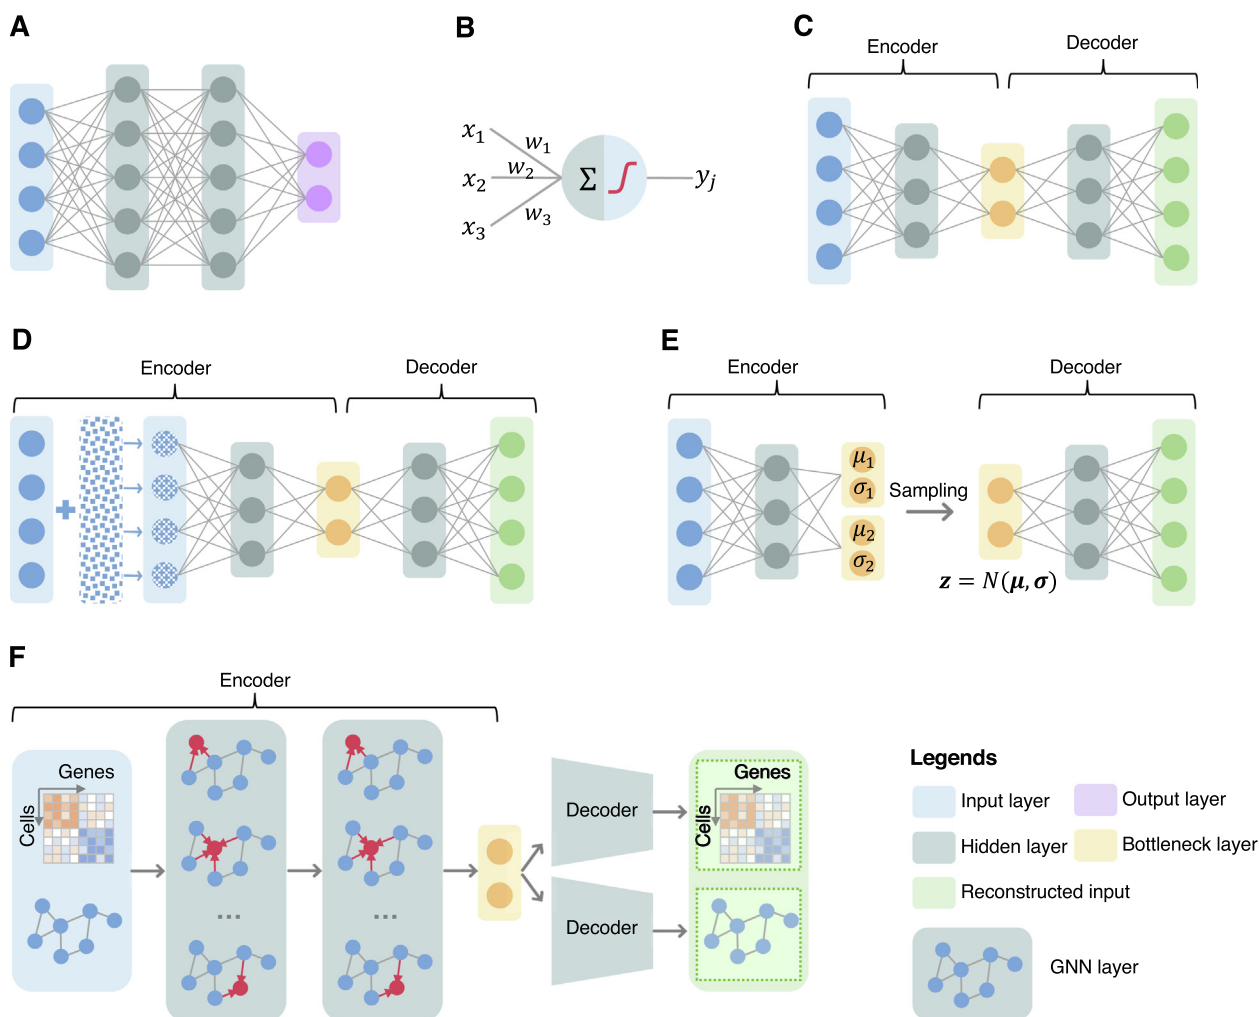 A
B
C
Encoder
Decoder
x₁
w₁
x₂
w₂
Σ
yⱼ
x₃
w₃
D
E
Encoder
Decoder
Encoder
Decoder
μ₁
σ₁
Sampling
μ₂
σ₂
z = N(μ, σ)
F
Encoder
Genes
Cells
...
...
Decoder
Decoder
Genes
Cells
Legends
Input layer
Output layer
Hidden layer
Bottleneck layer
Reconstructed input
GNN layer